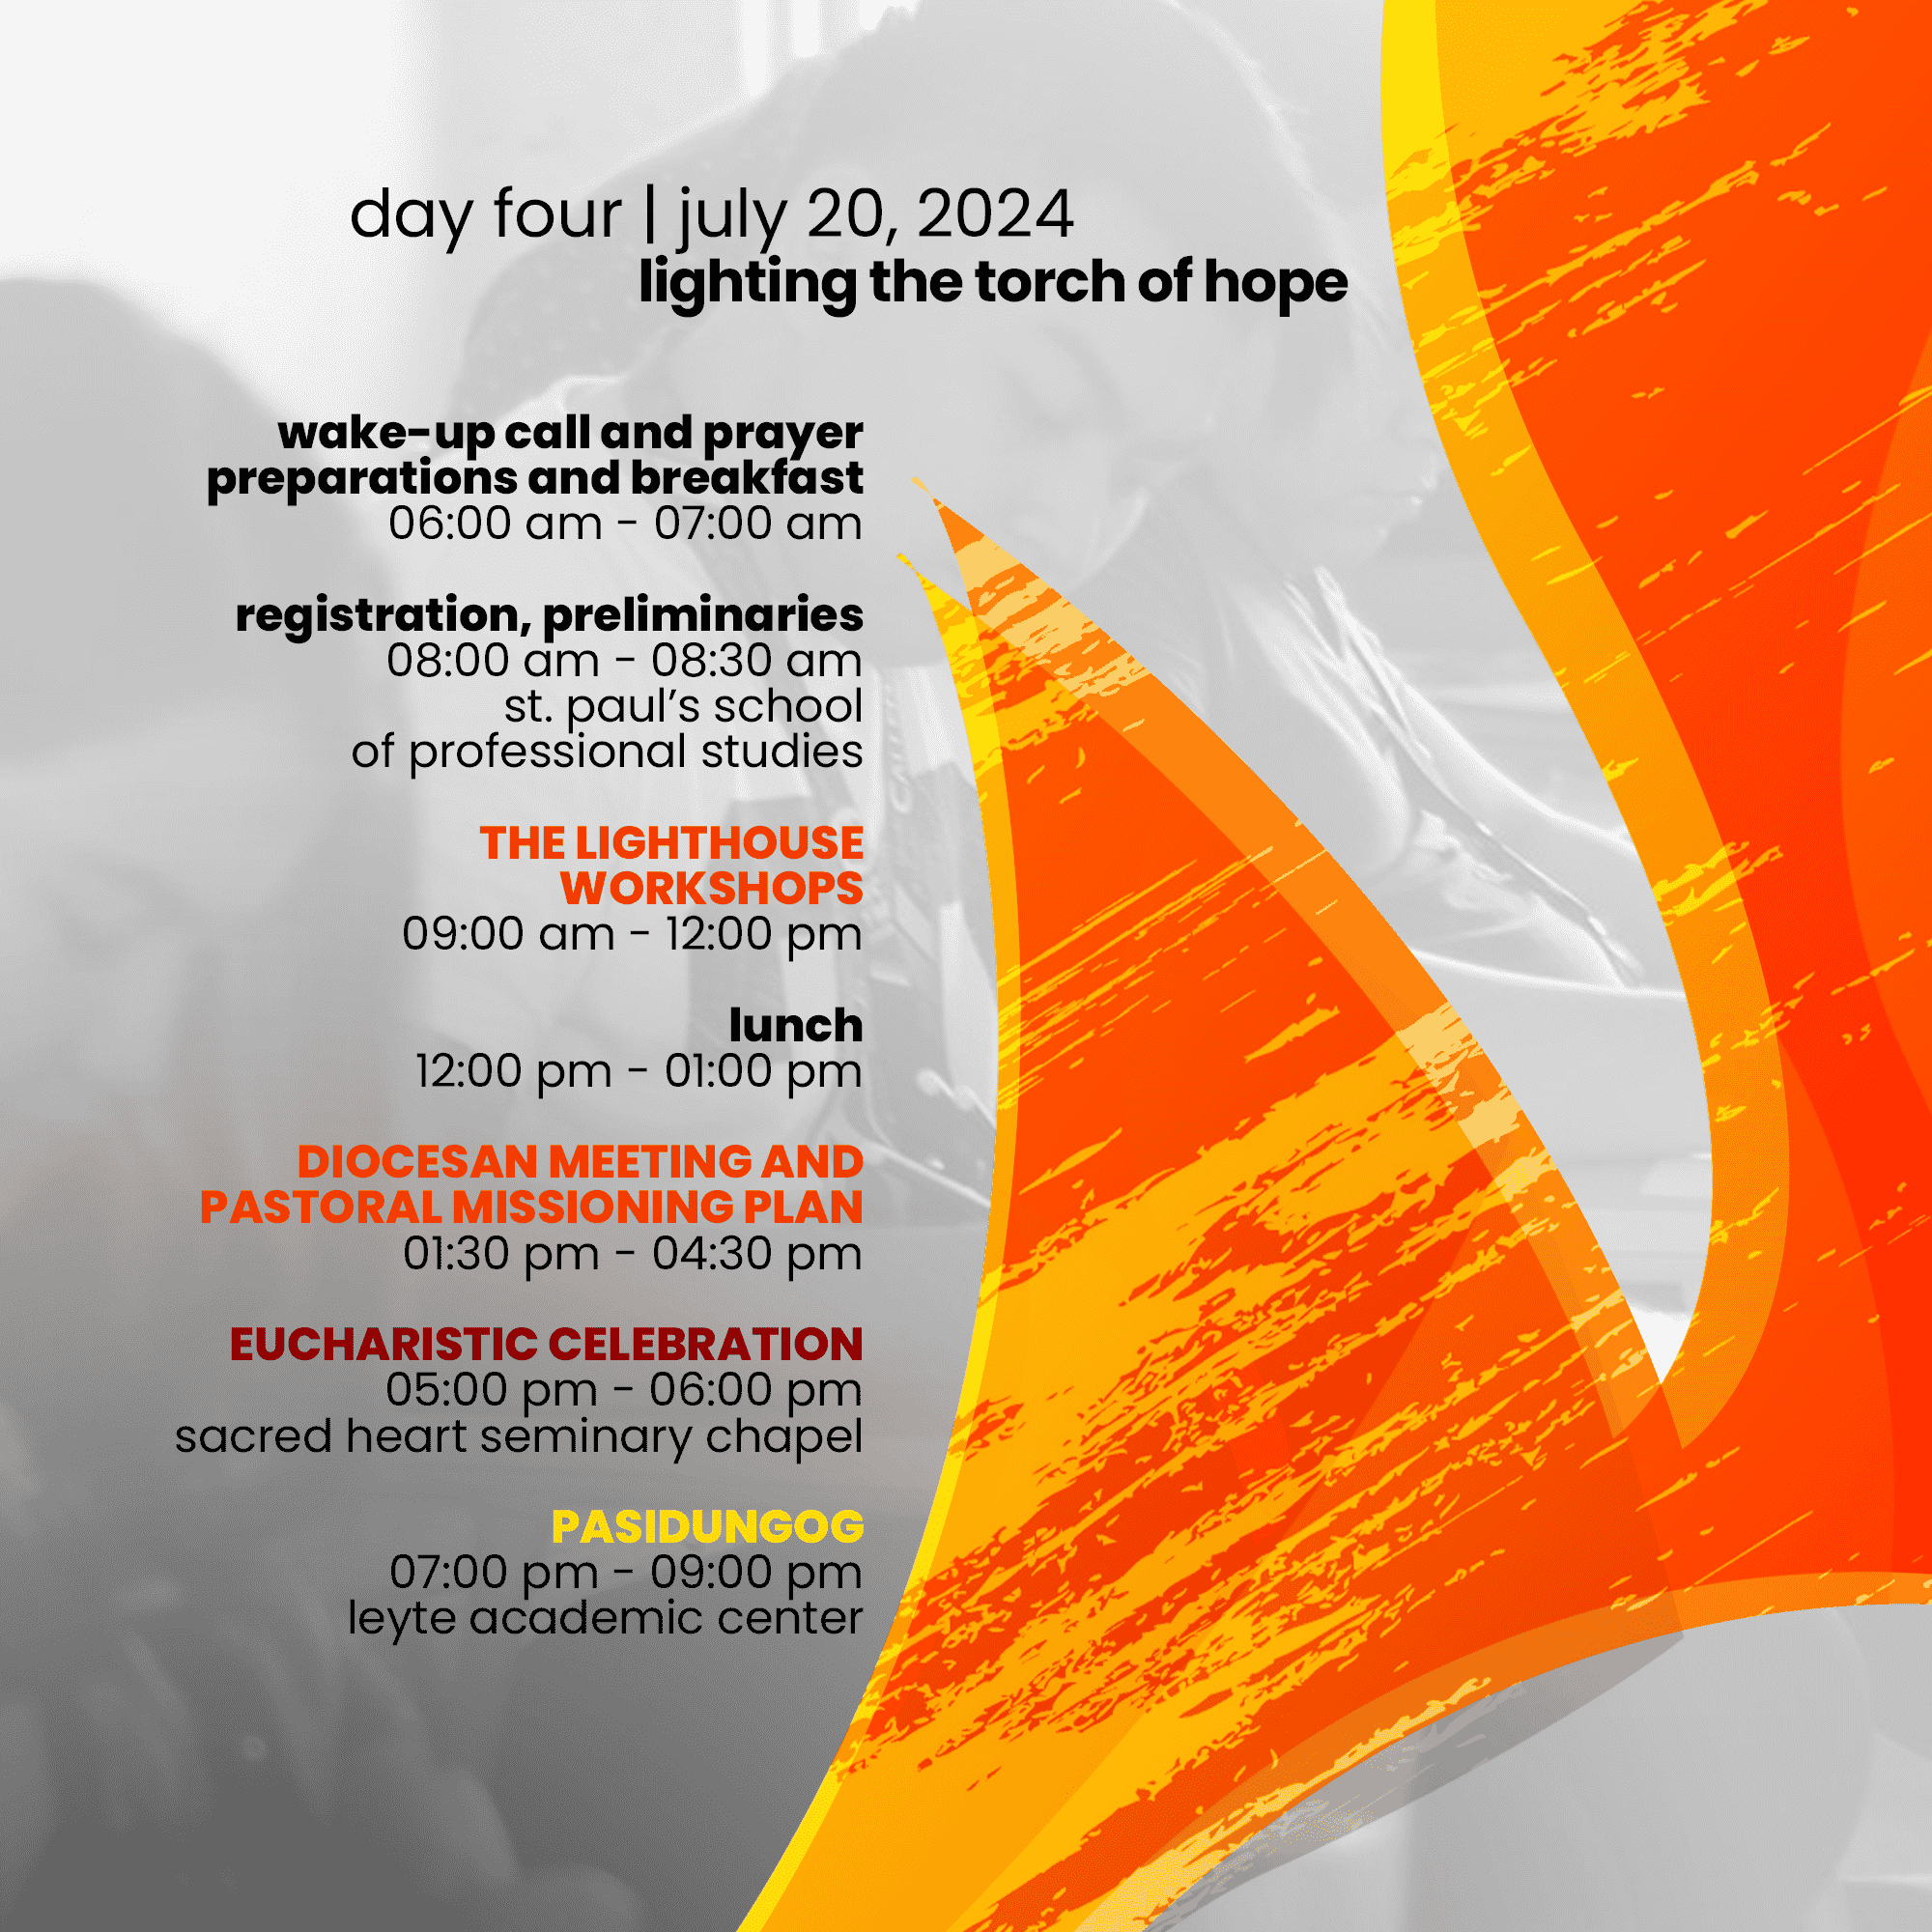 day four | july 20, 2024
lighting the torch of hope
wake-up call and prayer
preparations and breakfast
06:00 am - 07:00 am
registration, preliminaries
08:00 am - 08:30 am
st. paul’s school
of professional studies
THE LIGHTHOUSE
WORKSHOPS
09:00 am - 12:00 pm
lunch
12:00 pm - 01:00 pm
DIOCESAN MEETING AND
PASTORAL MISSIONING PLAN
01:30 pm - 04:30 pm
EUCHARISTIC CELEBRATION
05:00 pm - 06:00 pm
sacred heart seminary chapel
PASIDUNGOG
07:00 pm - 09:00 pm
leyte academic center